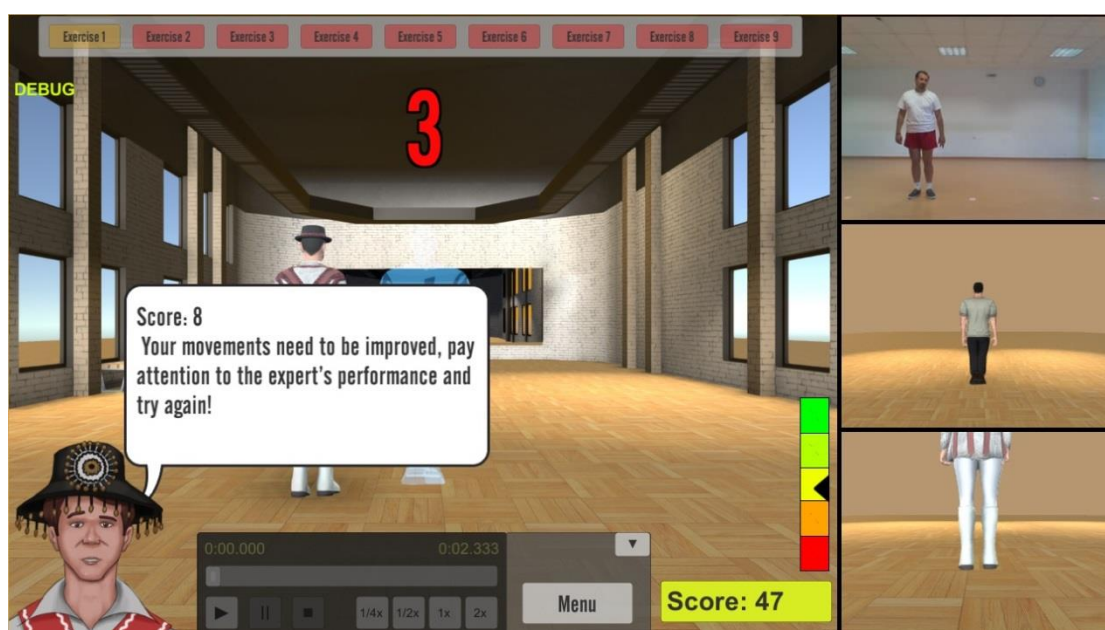 Exercise 1 Exercise 2 Exercise 3 Exercise 4 Exercise 5 Exercise 6 Exercise 7 Exercise 8 Exercise 9
DEBUG
3
Score: 8
Your movements need to be improved, pay
attention to the expert's performance and
try again!
0:00.000 0:02.333
1/4x 1/2x 1x 2x
Menu
Score: 47